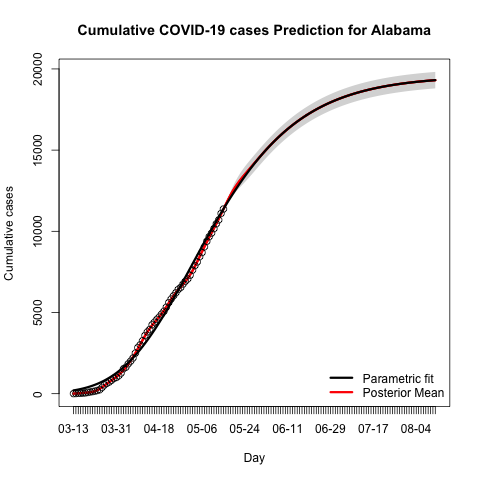 Cumulative COVID-19 cases Prediction for Alabama
Cumulative cases
20000
15000
10000
5000
0
Parametric fit
Posterior Mean
03-13 03-31 04-18 05-06 05-24 06-11 06-29 07-17 08-04
Day